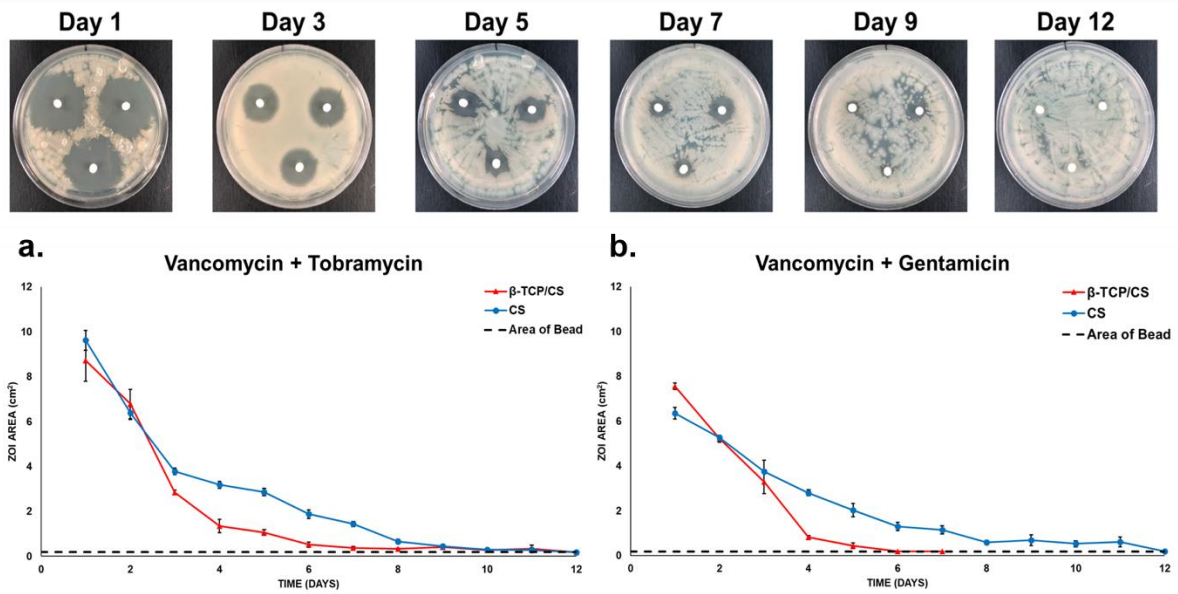 Day 1
Day 3
Day 5
Day 7
Day 9
Day 12
a.
Vancomycin + Tobramycin
12
10
8
6
4
2
0
ZOI AREA (cm²)
β-TCP/CS
CS
Area of Bead
0
2
4
6
8
10
12
TIME (DAYS)
b.
Vancomycin + Gentamicin
12
10
8
6
4
2
0
ZOI AREA (cm²)
β-TCP/CS
CS
Area of Bead
0
2
4
6
8
10
12
TIME (DAYS)